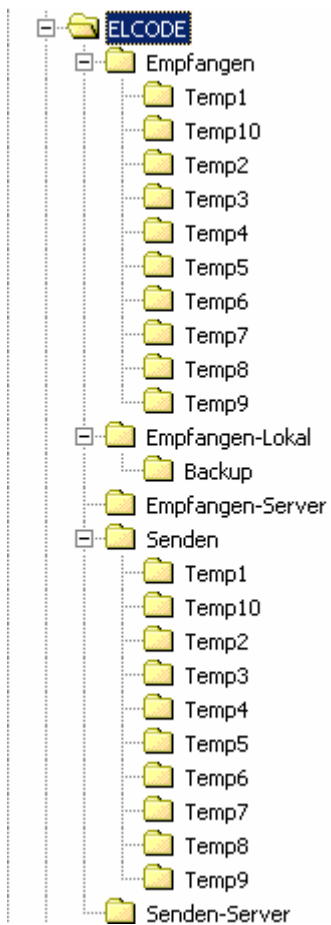 ELCODE
Empfangen
Temp1
Temp10
Temp2
Temp3
Temp4
Temp5
Temp6
Temp7
Temp8
Temp9
Empfangen-Lokal
Backup
Empfangen-Server
Senden
Temp1
Temp10
Temp2
Temp3
Temp4
Temp5
Temp6
Temp7
Temp8
Temp9
Senden-Server